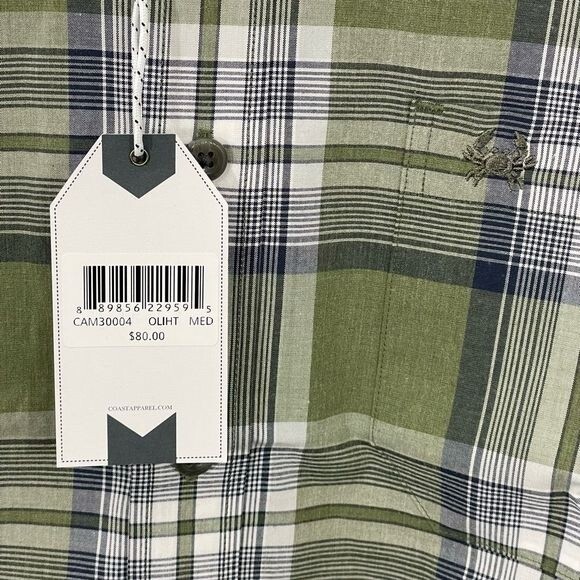 8 89856 22959 5
CAM30004 OLIHT MED
$80.00
COASTAPPAREL.COM